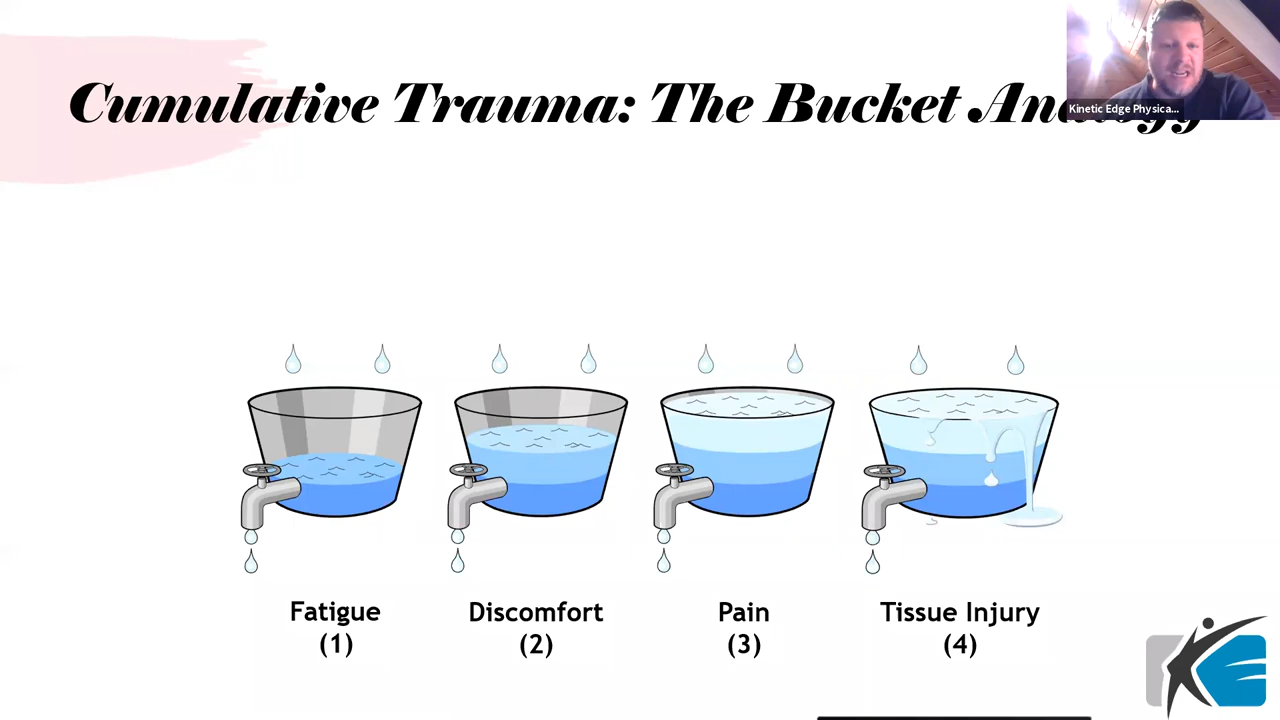 Cumulative Trauma: The Bucket
Kinetic Edge Physica...
Fatigue
(1)
Discomfort
(2)
Pain
(3)
Tissue Injury
(4)